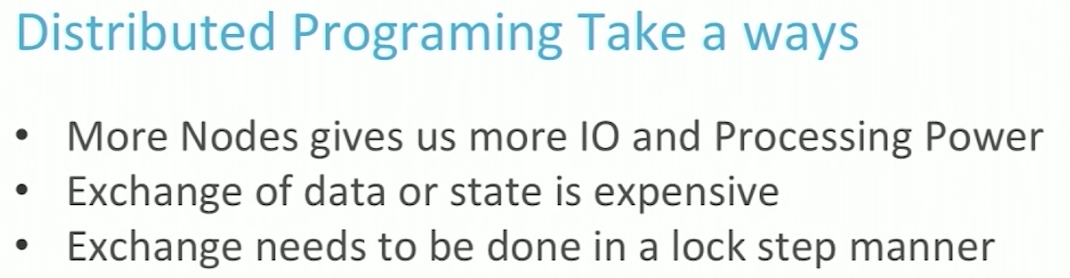 Distributed Programing Take a ways
• More Nodes gives us more IO and Processing Power
• Exchange of data or state is expensive
• Exchange needs to be done in a lock step manner